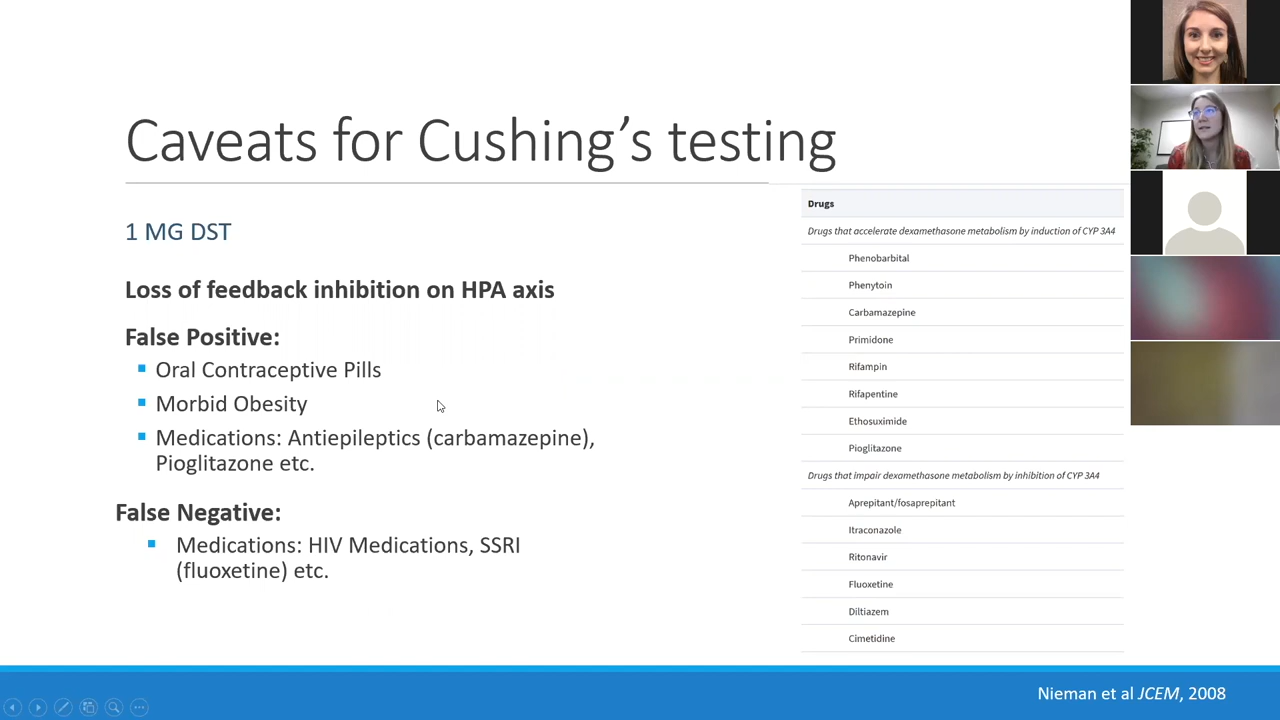 Caveats for Cushing's testing
1 MG DST
Loss of feedback inhibition on HPA axis
False Positive:
Oral Contraceptive Pills
Morbid Obesity
Medications: Antiepileptics (carbamazepine),
Pioglitazone etc.
False Negative:
Medications: HIV Medications, SSRI
(fluoxetine) etc.
Drugs
Drugs that accelerate dexamethasone metabolism by induction of CYP 3A4
Phenobarbital
Phenytoin
Carbamazepine
Primidone
Rifampin
Rifapentine
Ethosuximide
Pioglitazone
Drugs that impair dexamethasone metabolism by inhibition of CYP 3A4
Aprepitant/fosaprepitant
Itraconazole
Ritonavir
Fluoxetine
Diltiazem
Cimetidine
Nieman et al JCEM, 2008